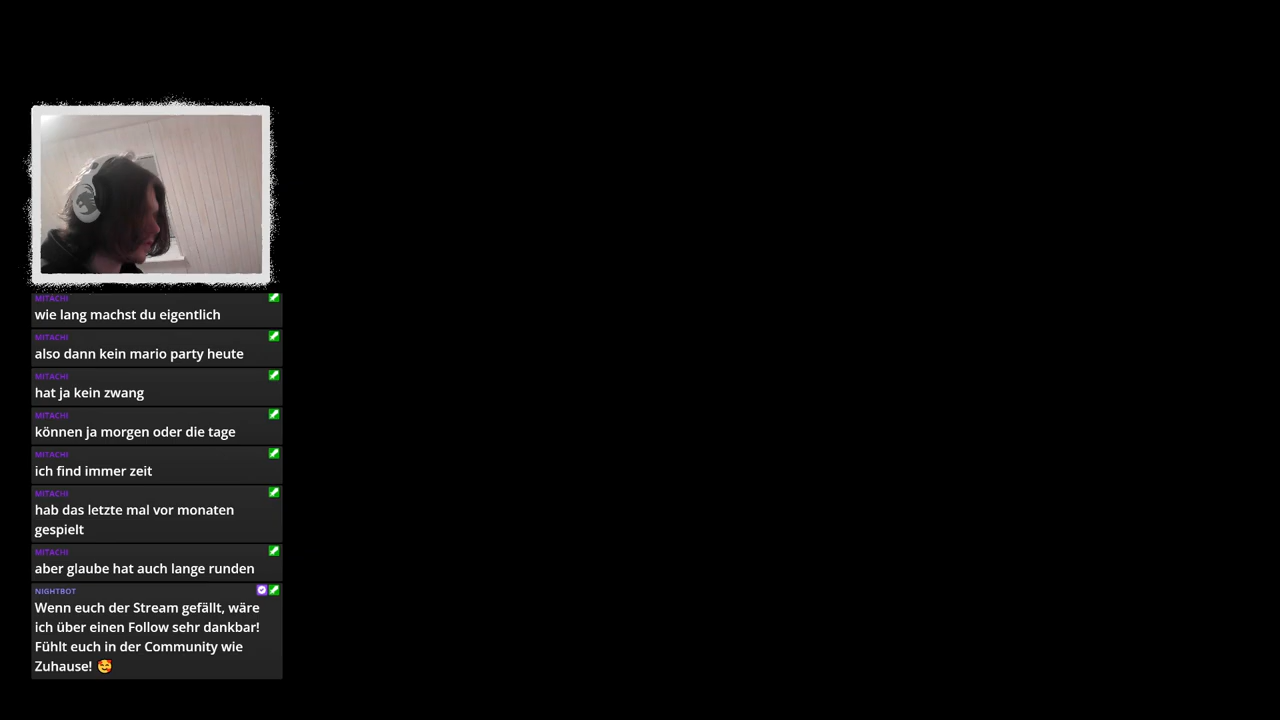 MITACHI
wie lang machst du eigentlich
MITACHI
also dann kein mario party heute
MITACHI
hat ja kein zwang
MITACHI
können ja morgen oder die tage
MITACHI
ich find immer zeit
MITACHI
hab das letzte mal vor monaten
gespielt
MITACHI
aber glaube hat auch lange runden
NIGHTBOT
Wenn euch der Stream gefällt, wäre
ich über einen Follow sehr dankbar!
Fühlt euch in der Community wie
Zuhause! 🥰